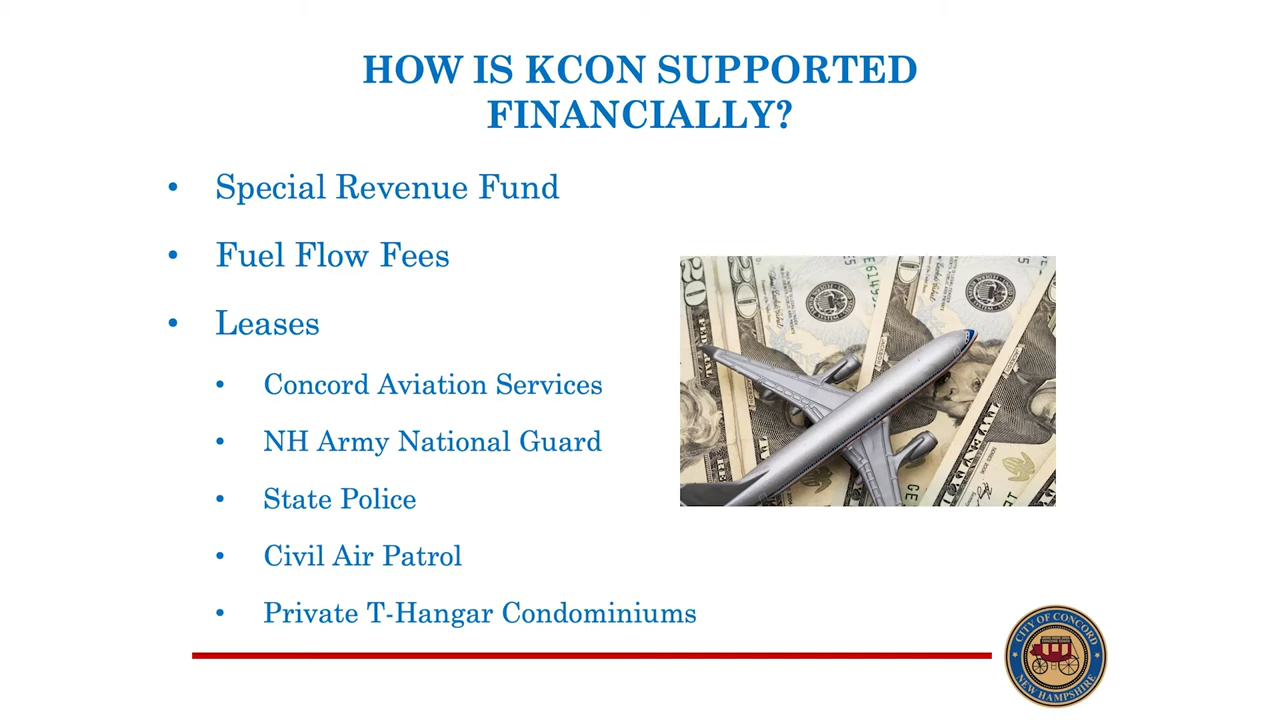 HOW IS KCON SUPPORTED
FINANCIALLY?
• Special Revenue Fund
• Fuel Flow Fees
• Leases
• Concord Aviation Services
• NH Army National Guard
• State Police
• Civil Air Patrol
• Private T-Hangar Condominiums
CITY OF CONCORD
NEW HAMPSHIRE